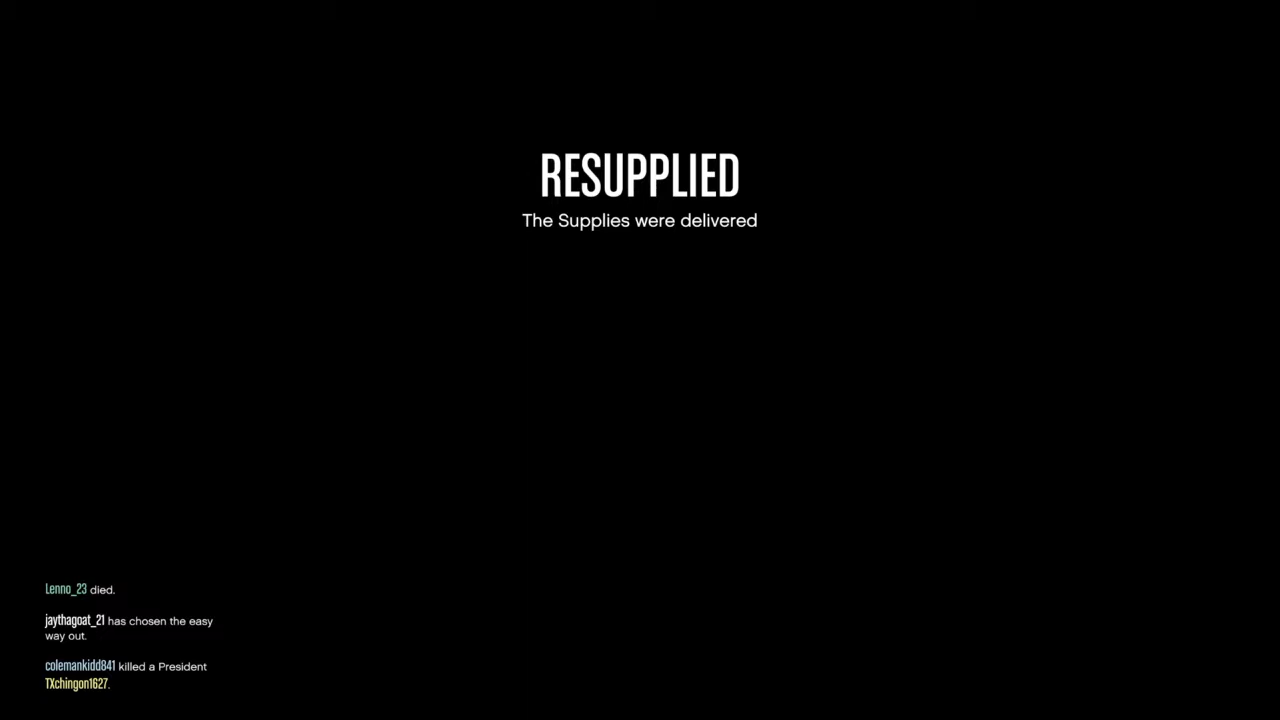 RESUPPLIED
The Supplies were delivered
Lenno_23 died.
jaythagoat_21 has chosen the easy
way out.
colemankidd841 killed a President
TXchingon1627.